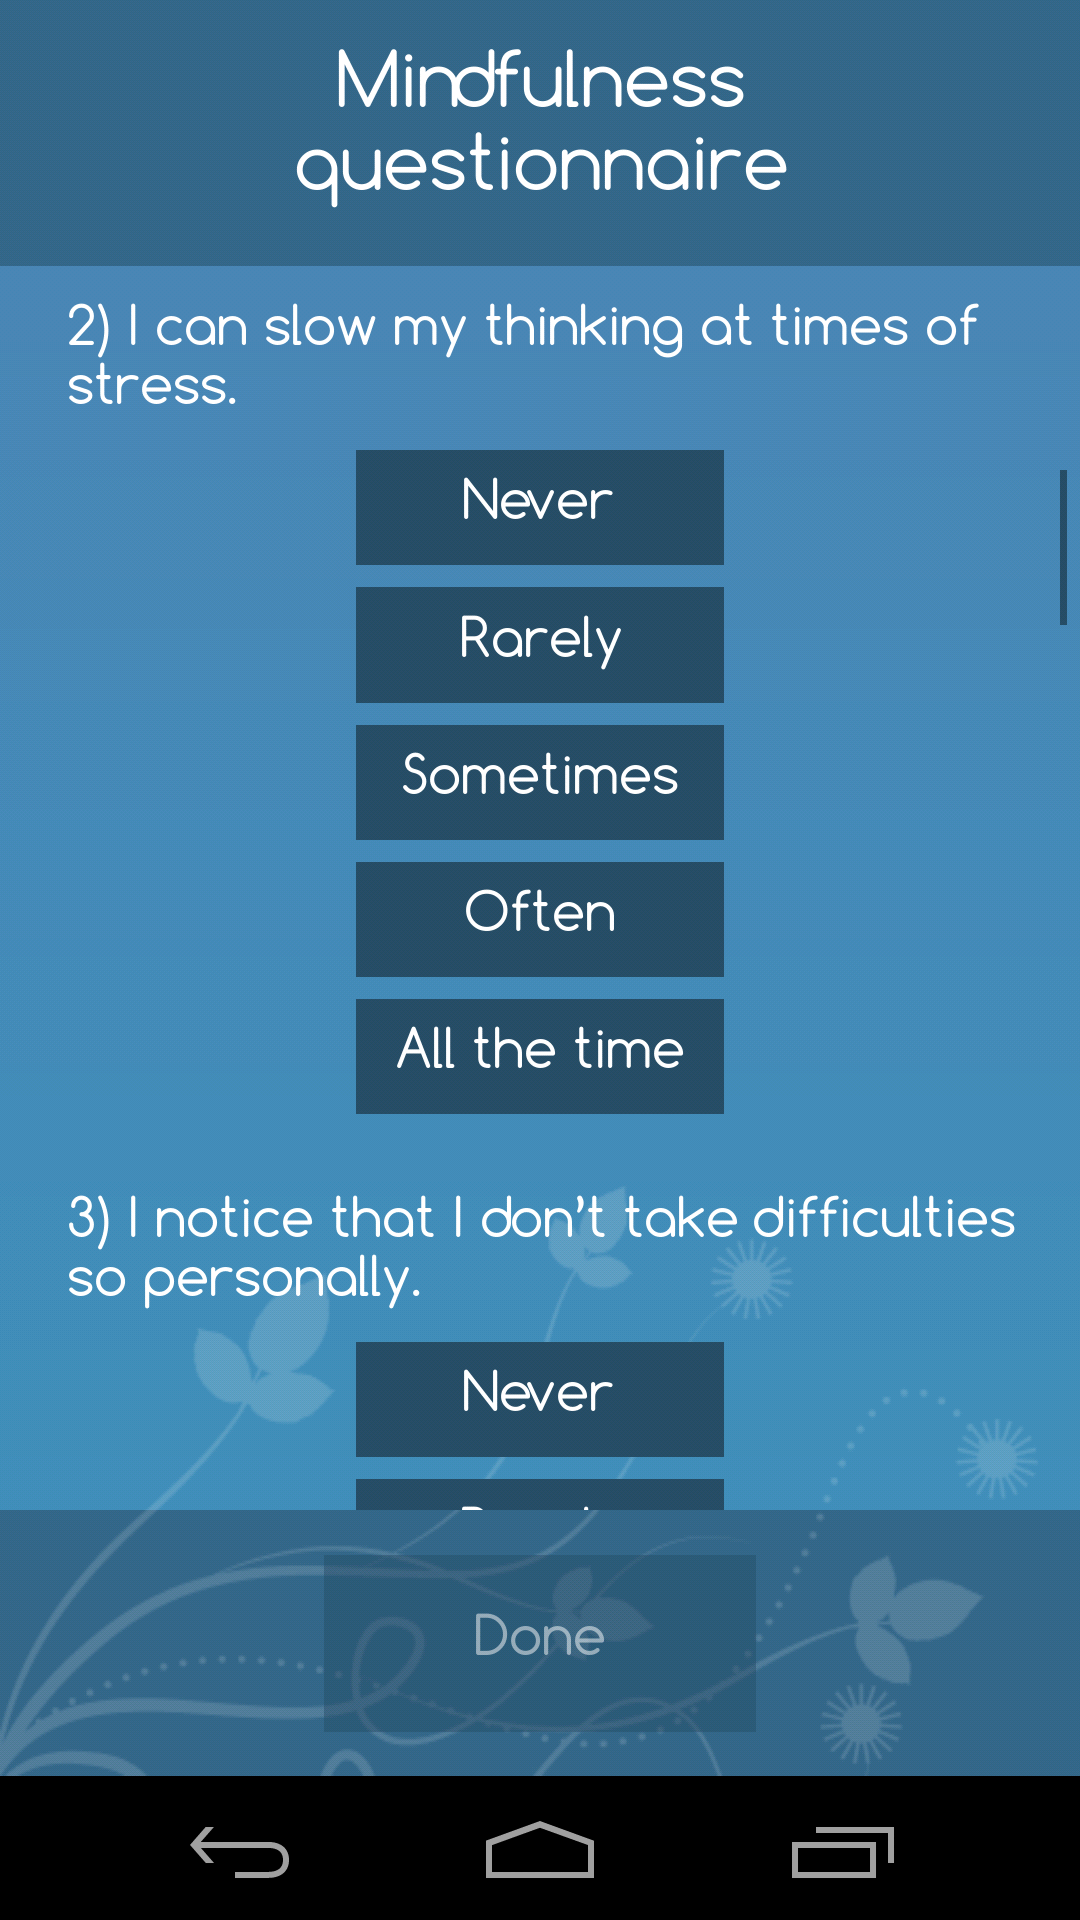 Mindfulness
questionnaire
2) I can slow my thinking at times of
stress.
Never
Rarely
Sometimes
Often
All the time
3) I notice that I don't take difficulties
so personally.
Never
Done